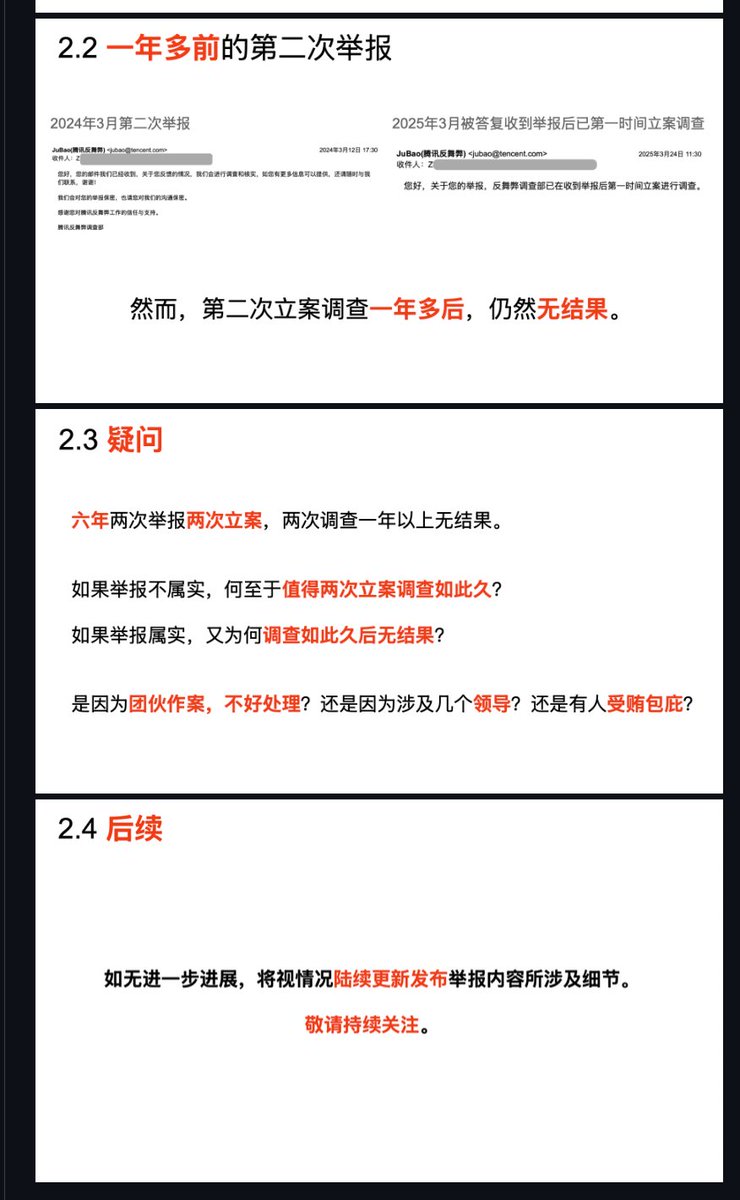 2.2 一年多前的第二次举报
2024年3月第二次举报
JuBao(腾讯反舞弊) <jubao@tencent.com>
2024年3月12日 17:30
收件人: Z
您好，您的邮件我们已经收到，关于您反馈的情况，我们会进行调查和核实，如您有更多信息可以提供，还请随时与我
们联系，谢谢!
我们会对您的举报保密，也请您对我们的沟通保密。
感谢您对腾讯反舞弊工作的信任与支持。
腾讯反舞弊调查部
2025年3月被答复收到举报后已第一时间立案调查
JuBao(腾讯反舞弊) <jubao@tencent.com>
2025年3月24日 11:30
收件人: Z
您好，关于您的举报，反舞弊调查部已在收到举报后第一时间立案进行调查。
然而，第二次立案调查一年多后，仍然无结果。
2.3 疑问
六年两次举报两次立案，两次调查一年以上无结果。
如果举报不属实，何至于值得两次立案调查如此久?
如果举报属实，又为何调查如此久后无结果?
是因为团伙作案，不好处理? 还是因为涉及几个领导? 还是有人受贿包庇?
2.4 后续
如无进一步进展，将视情况陆续更新发布举报内容所涉及细节。
敬请持续关注。